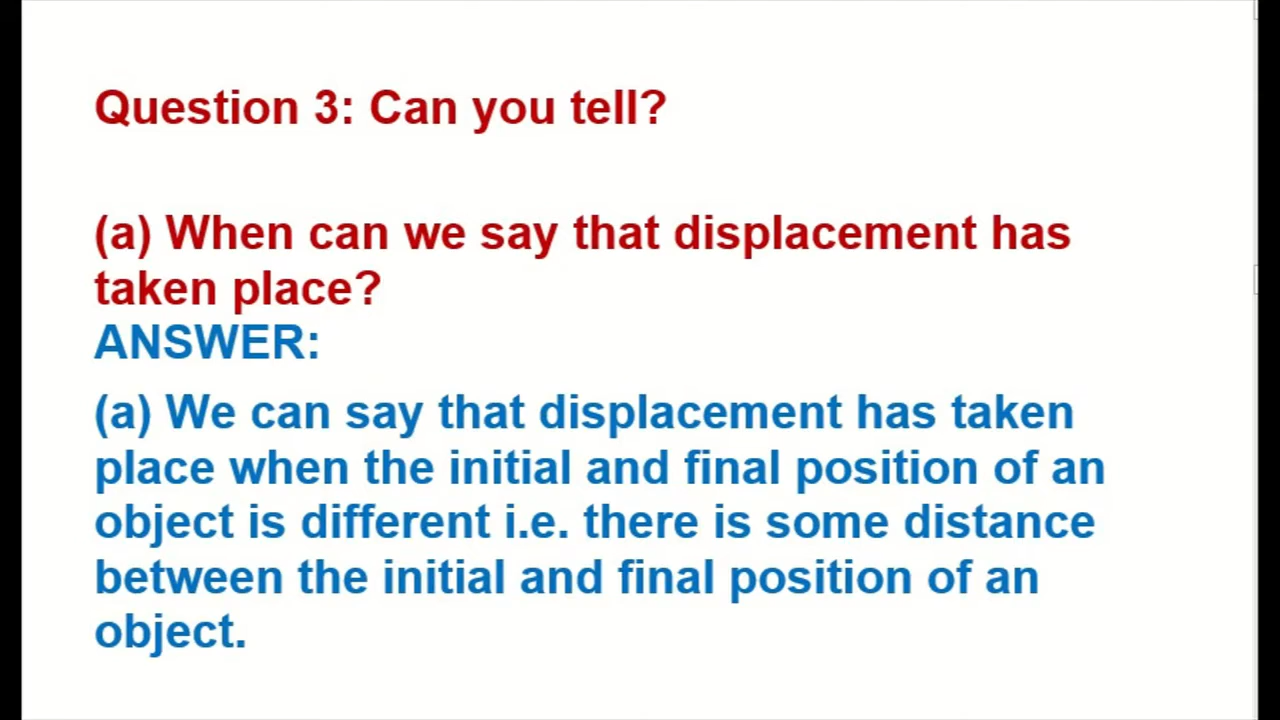 Question 3: Can you tell?
(a) When can we say that displacement has
taken place?
ANSWER:
(a) We can say that displacement has taken
place when the initial and final position of an
object is different i.e. there is some distance
between the initial and final position of an
object.